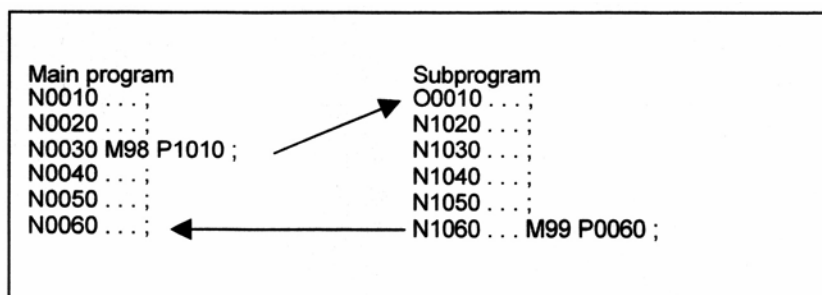 Main program
N0010 . . . ;
N0020 . . . ;
N0030 M98 P1010 ;
N0040 . . . ;
N0050 . . . ;
N0060 . . . ;
Subprogram
O0010 . . . ;
N1020 . . . ;
N1030 . . . ;
N1040 . . . ;
N1050 . . . ;
N1060 . . . M99 P0060 ;